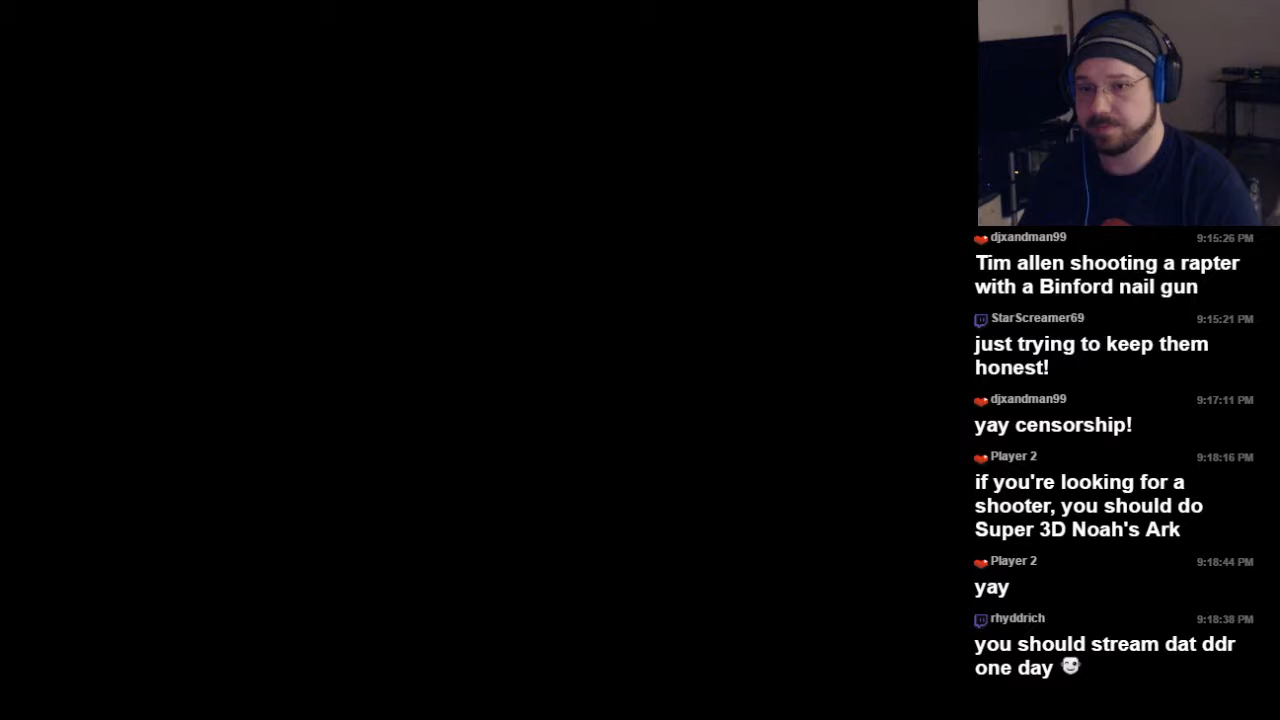 djxandman99 9:15:26 PM
Tim allen shooting a rapter
with a Binford nail gun
StarScreamer69 9:15:21 PM
just trying to keep them
honest!
djxandman99 9:17:11 PM
yay censorship!
Player 2 9:18:16 PM
if you're looking for a
shooter, you should do
Super 3D Noah's Ark
Player 2 9:18:44 PM
yay
rhyddrich 9:18:38 PM
you should stream dat ddr
one day